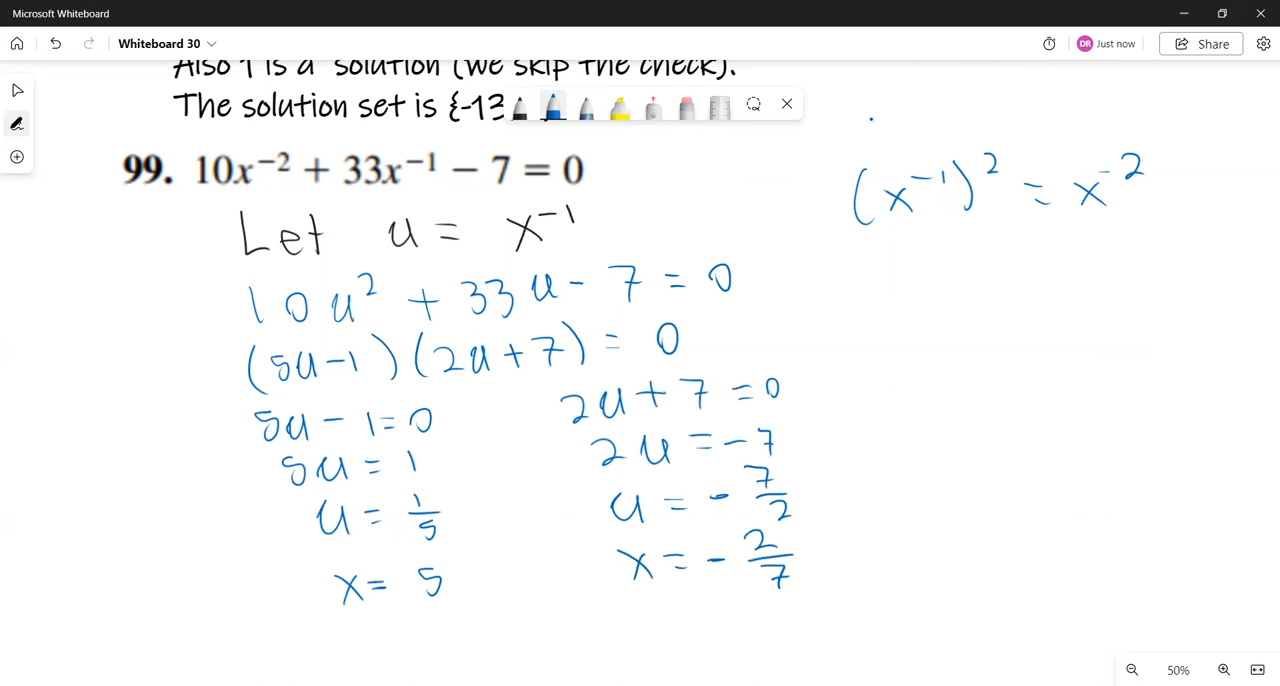 Microsoft Whiteboard
Whiteboard 30
DR Just now
Share
Also 1 is a solution (we skip the check).
The solution set is {-13
99. 10x⁻² + 33x⁻¹ − 7 = 0
(x⁻¹)² = x⁻²
Let u = x⁻¹
10u² + 33u - 7 = 0
(5u-1)(2u+7) = 0
5u - 1 = 0
5u = 1
u = 1/5
x = 5
2u + 7 = 0
2u = -7
u = - 7/2
x = - 2/7
50%